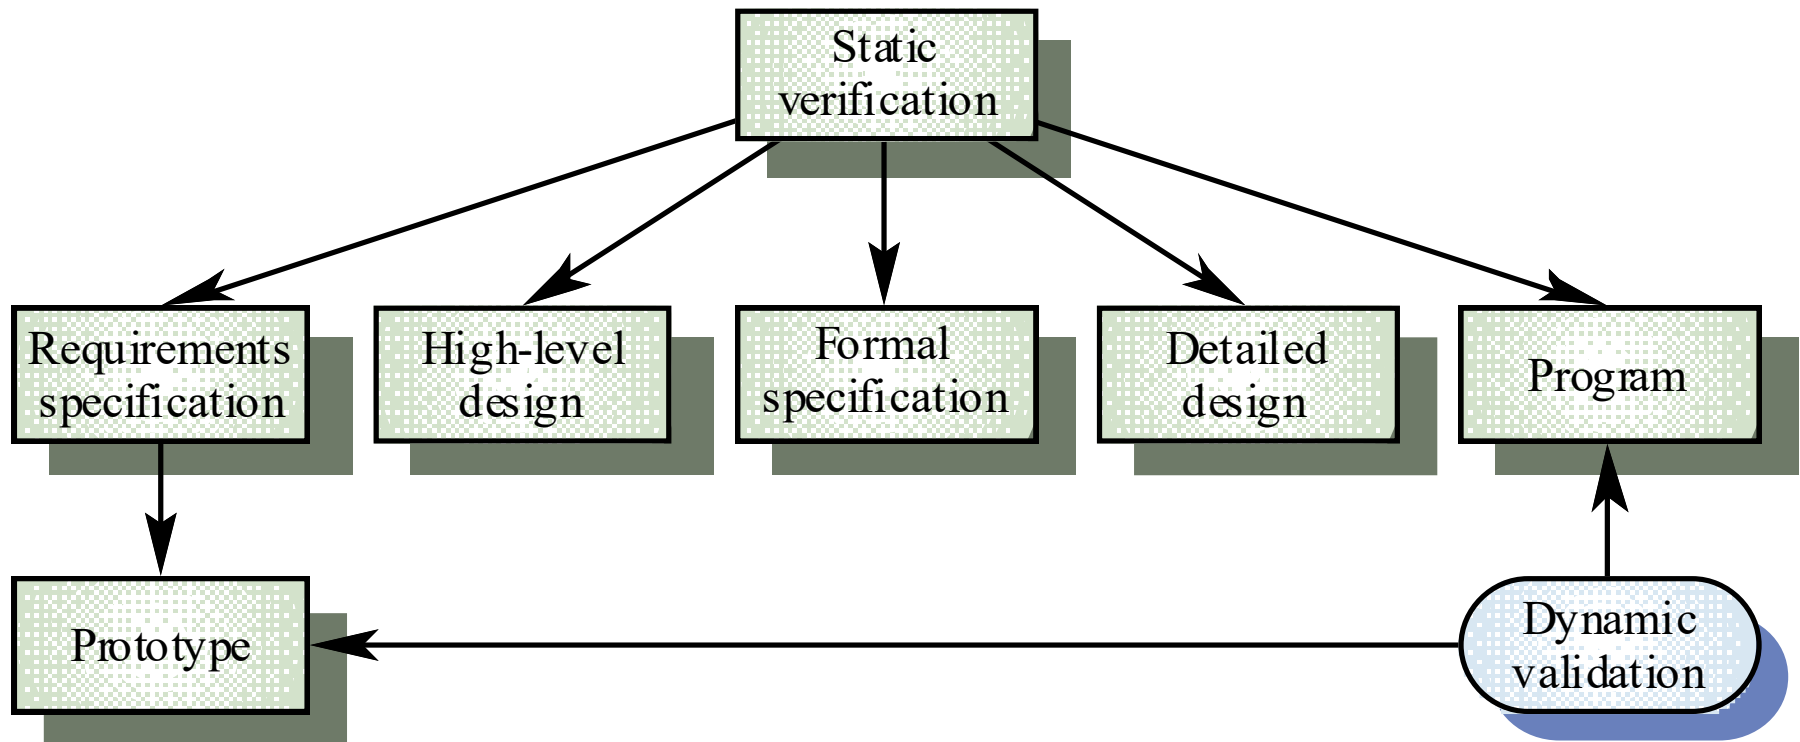 Static
verification
Requirements
specification
High-level
design
Formal
specification
Detailed
design
Program
Prototype
Dynamic
validation